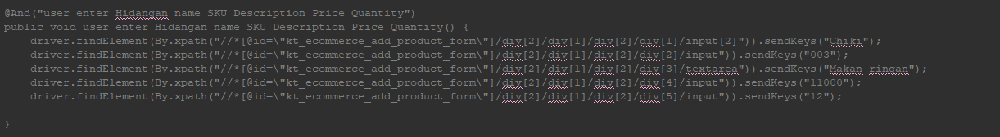 @And("user enter Hidangan name SKU Description Price Quantity")
public void user_enter_Hidangan_name_SKU_Description_Price_Quantity() {
driver.findElement(By.xpath("//*[@id=\"kt_ecommerce_add_product_form\"]/div[2]/div[1]/div[2]/div[1]/input[2]")).sendKeys("Chiki");
driver.findElement(By.xpath("//*[@id=\"kt_ecommerce_add_product_form\"]/div[2]/div[1]/div[2]/div[2]/input")).sendKeys("003");
driver.findElement(By.xpath("//*[@id=\"kt_ecommerce_add_product_form\"]/div[2]/div[1]/div[2]/div[3]/textarea")).sendKeys("Makan ringan");
driver.findElement(By.xpath("//*[@id=\"kt_ecommerce_add_product_form\"]/div[2]/div[1]/div[2]/div[4]/input")).sendKeys("11000");
driver.findElement(By.xpath("//*[@id=\"kt_ecommerce_add_product_form\"]/div[2]/div[1]/div[2]/div[5]/input")).sendKeys("12");
}